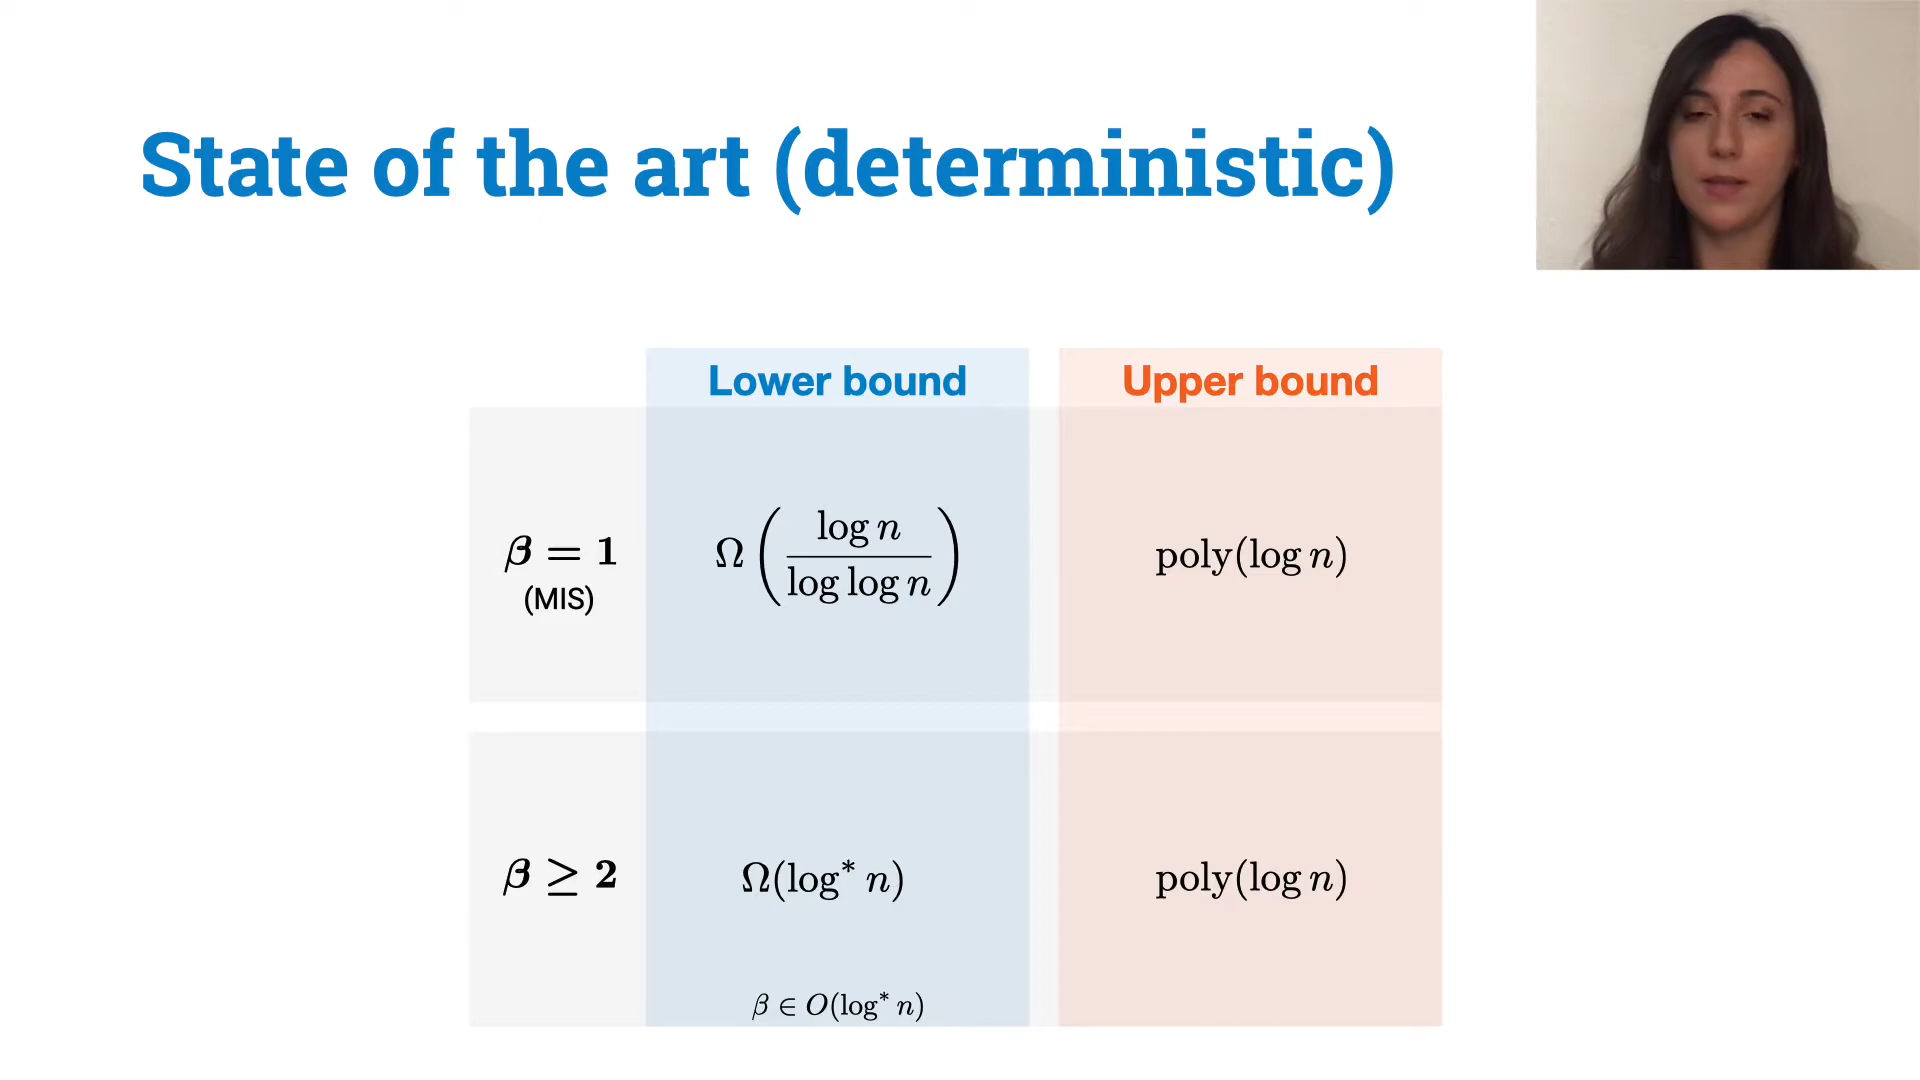 State of the art (deterministic)
Lower bound
Upper bound
β = 1
(MIS)
Ω ( log n / log log n )
poly(log n)
β ≥ 2
Ω(log* n)
poly(log n)
β ∈ O(log* n)